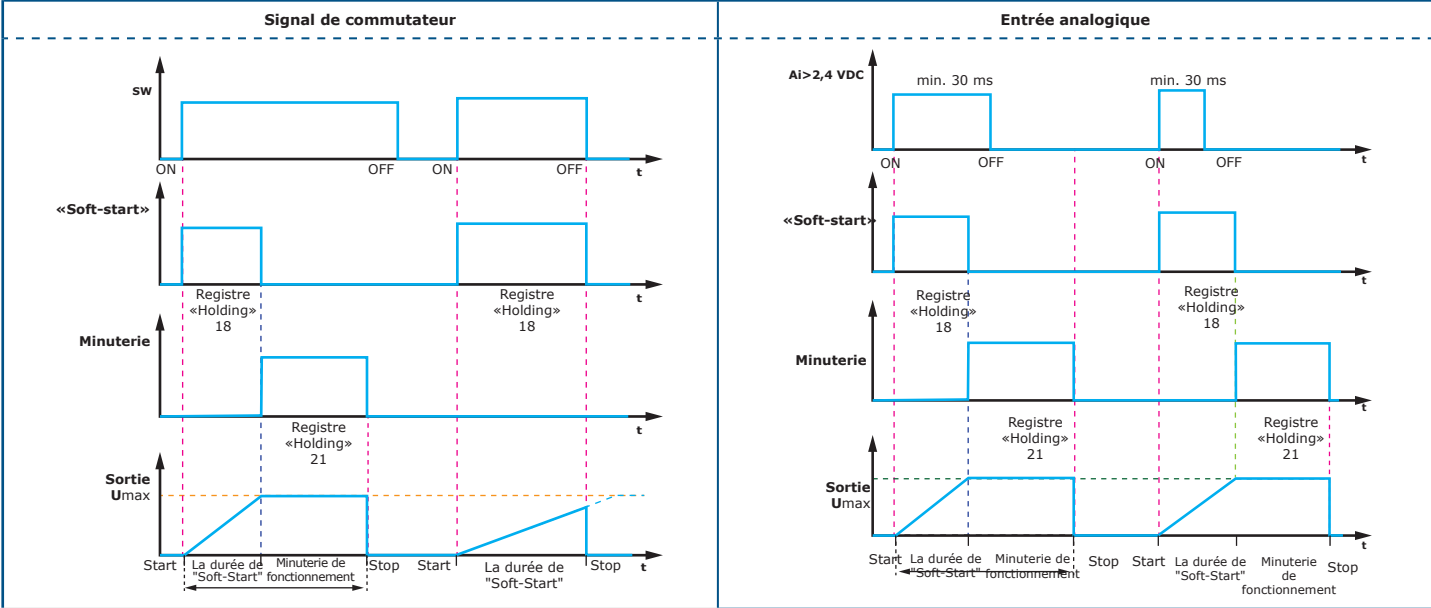 Signal de commutateur
SW
ON
OFF
ON
OFF
t
«Soft-start»
t
Registre
«Holding»
18
Registre
«Holding»
18
Minuterie
t
Registre
«Holding»
21
Sortie
Umax
t
Start
La durée de
"Soft-Start"
Minuterie de
fonctionnement
Stop
Start
La durée de
"Soft-Start"
Stop
Entrée analogique
Ai>2,4 VDC
min. 30 ms
min. 30 ms
ON
OFF
ON
OFF
t
«Soft-start»
t
Registre
«Holding»
18
Registre
«Holding»
18
Minuterie
t
Registre
«Holding»
21
Registre
«Holding»
21
Sortie
Umax
t
Start
La durée de
"Soft-Start"
Minuterie de
fonctionnement
Stop
Start
La durée de
"Soft-Start"
Minuterie
de
fonctionnement
Stop